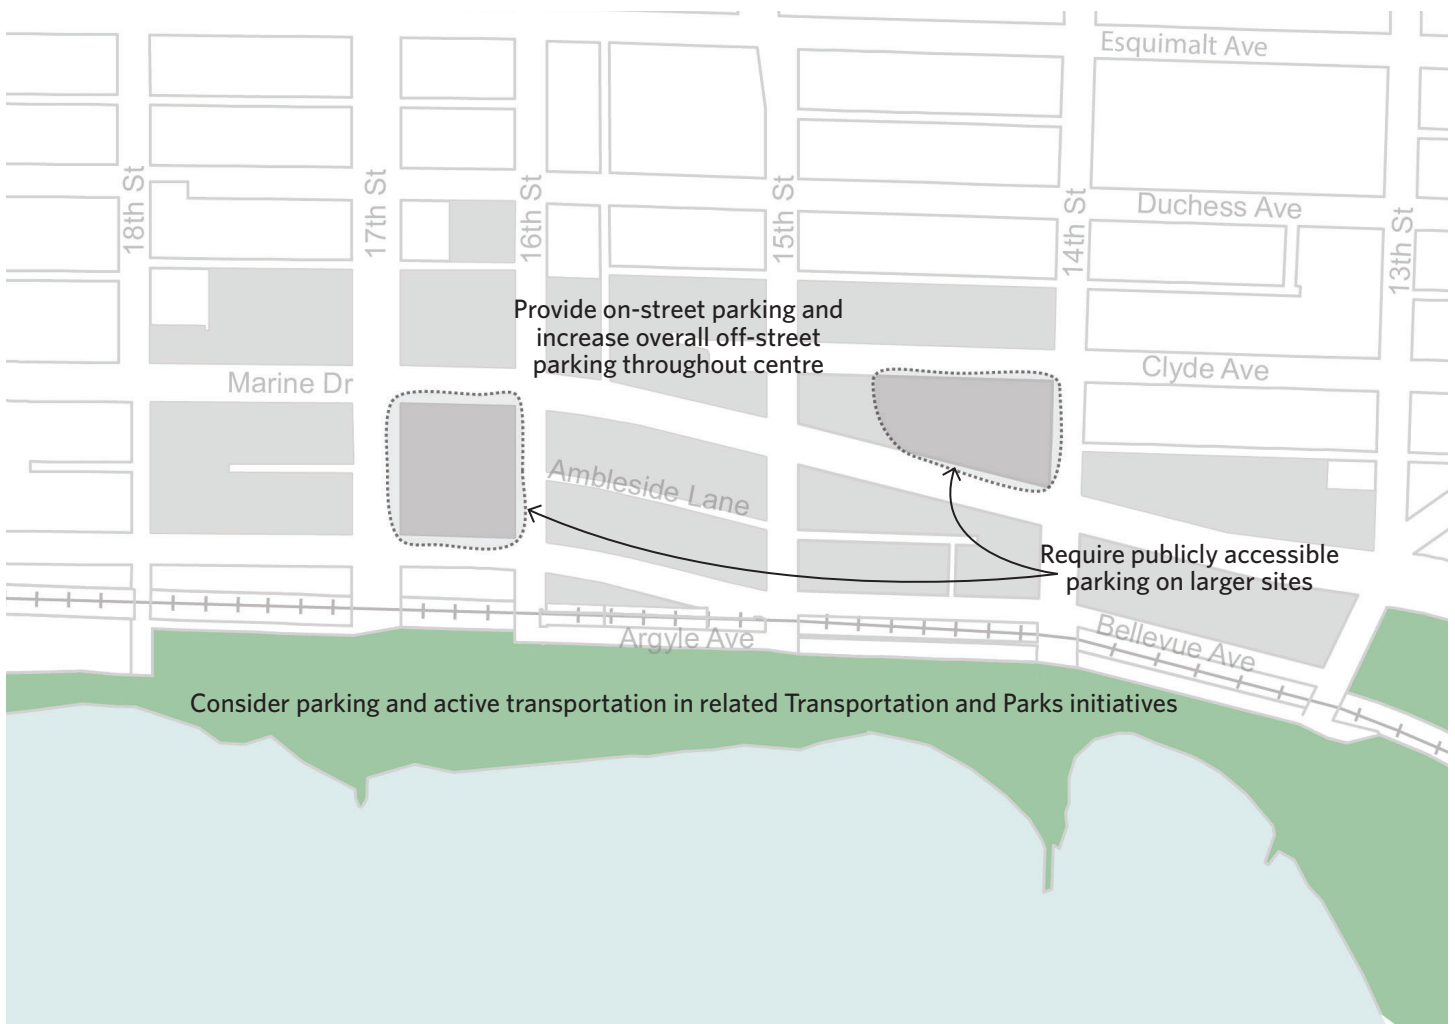 Esquimalt Ave
18th St
17th St
16th St
15th St
14th St
Duchess Ave
13th St
Provide on-street parking and
increase overall off-street
parking throughout centre
Marine Dr
Clyde Ave
Ambleside Lane
Require publicly accessible
parking on larger sites
Argyle Ave
Bellevue Ave
Consider parking and active transportation in related Transportation and Parks initiatives